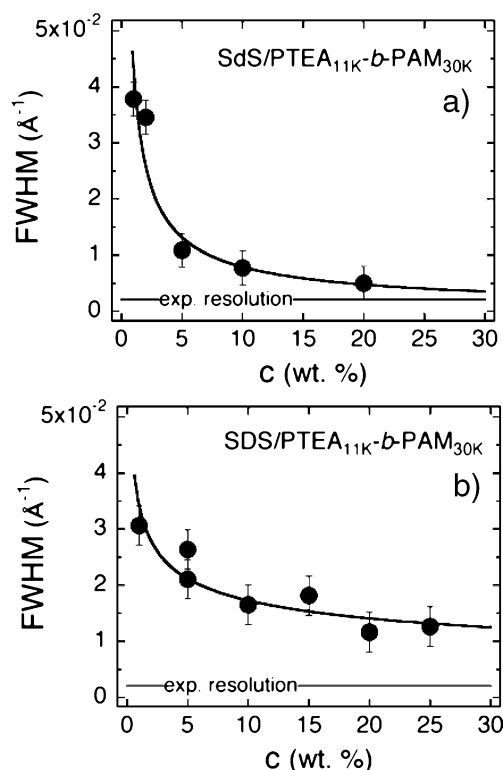 5x10⁻²
SdS/PTEA₁₁ₖ-b-PAM₃₀ₖ
a)
4
3
2
1
0
FWHM (Å⁻¹)
exp. resolution
0 5 10 15 20 25 30
c (wt. %)
5x10⁻²
SDS/PTEA₁₁ₖ-b-PAM₃₀ₖ
b)
4
3
2
1
0
FWHM (Å⁻¹)
exp. resolution
0 5 10 15 20 25 30
c (wt. %)